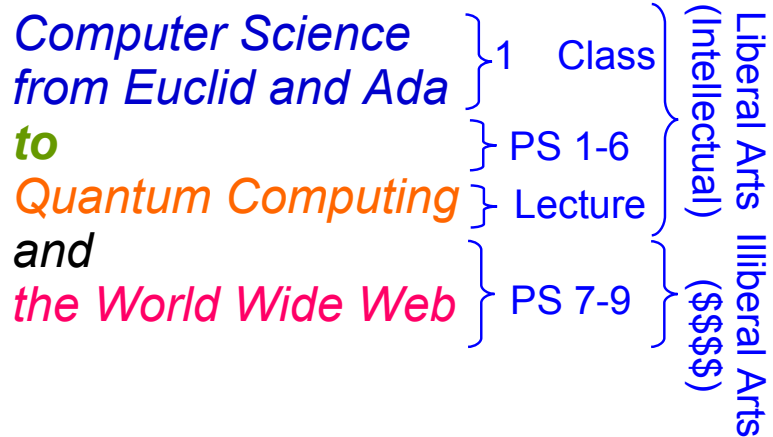 Computer Science
from Euclid and Ada
to
Quantum Computing
and
the World Wide Web
1 Class
PS 1-6
Lecture
PS 7-9
Liberal Arts
(Intellectual)
Illiberal Arts
($$$$)